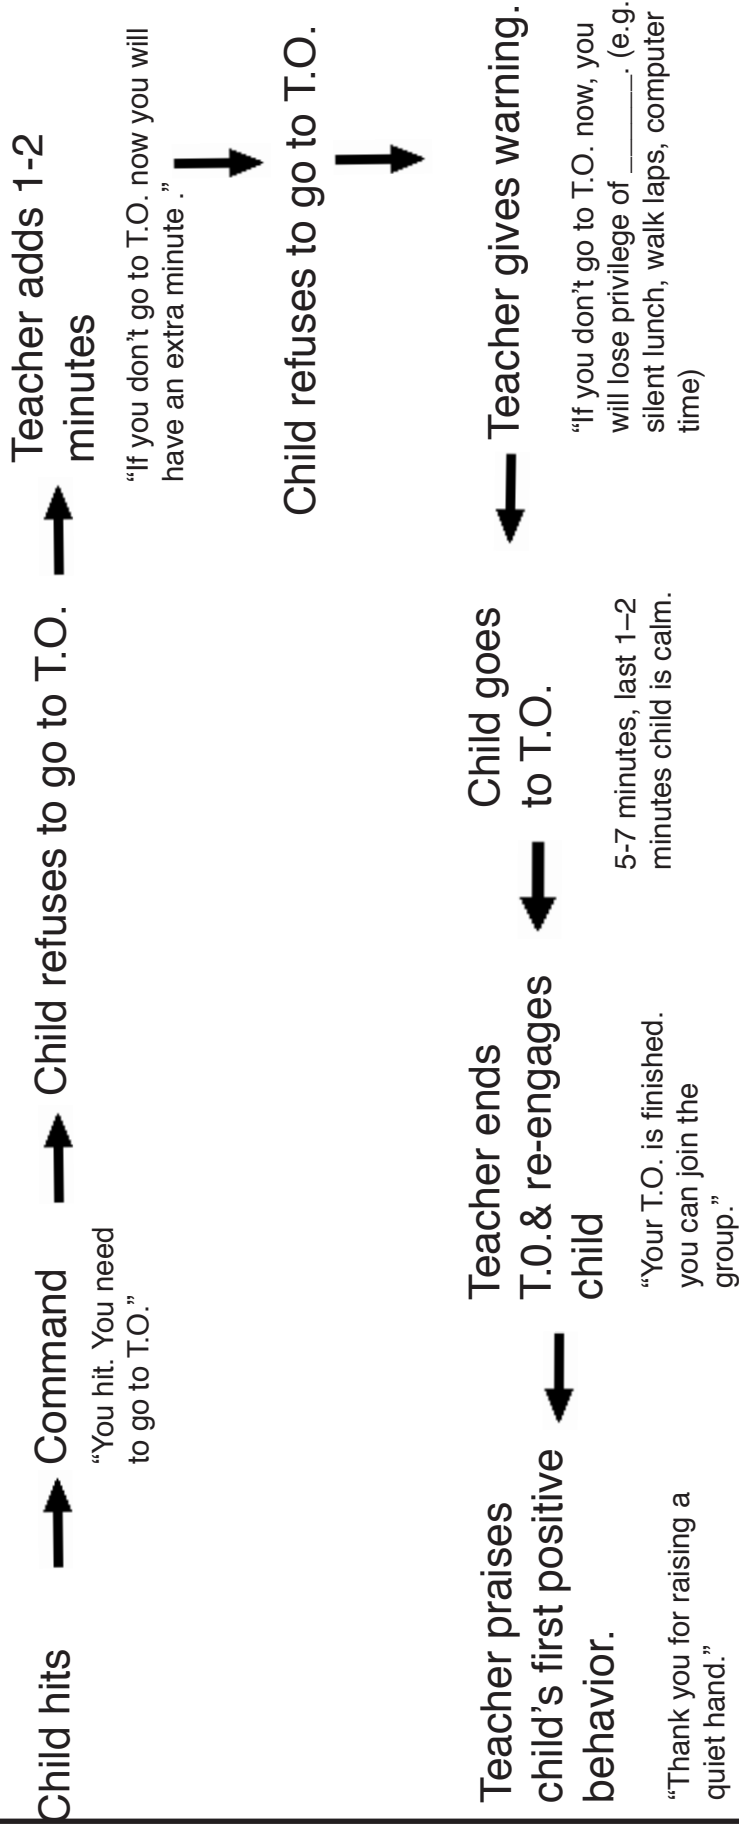 Child hits
Command
“You hit. You need
to go to T.O.”
Child refuses to go to T.O.
Teacher adds 1-2
minutes
“If you don’t go to T.O. now you will
have an extra minute .”
Child refuses to go to T.O.
Teacher gives warning.
“If you don’t go to T.O. now, you
will lose privilege of ______. (e.g.
silent lunch, walk laps, computer
time)
Child goes
to T.O.
5-7 minutes, last 1–2
minutes child is calm.
Teacher ends
T.0.& re-engages
child
“Your T.O. is finished.
you can join the
group.”
Teacher praises
child’s first positive
behavior.
“Thank you for raising a
quiet hand.”